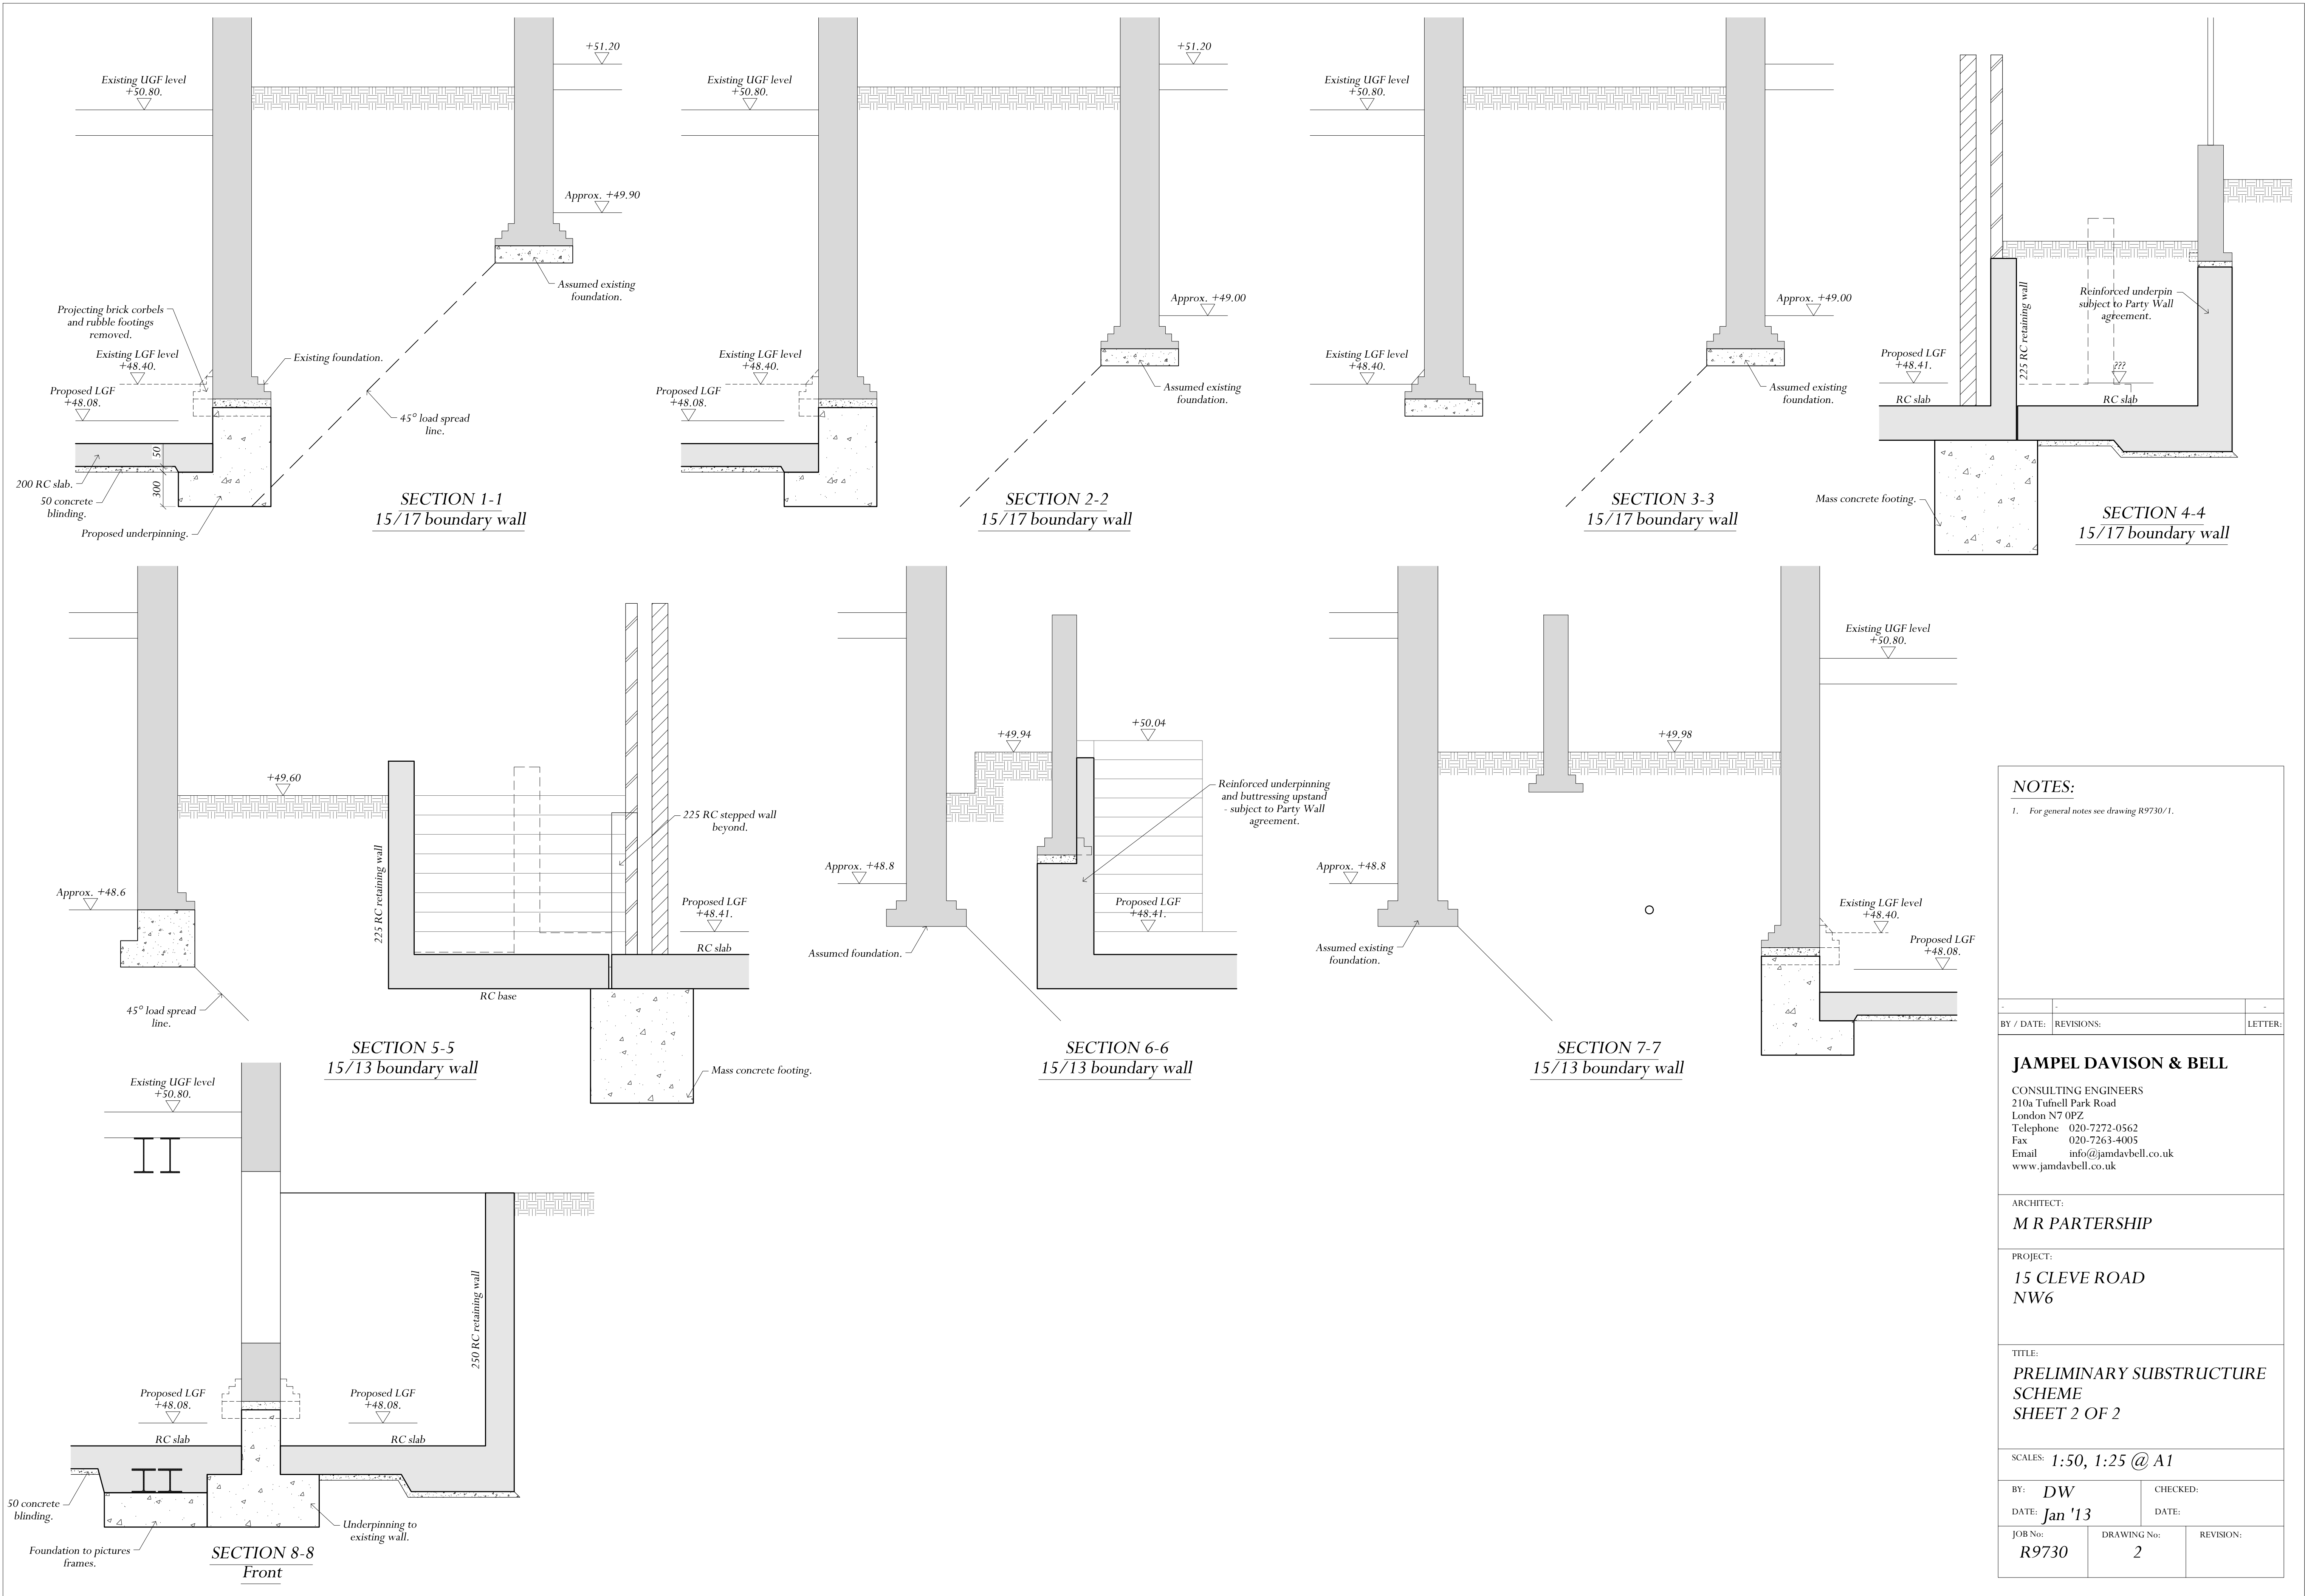 Existing UGF level
+50.80.
+51.20
Approx. +49.90
Assumed existing
foundation.
Projecting brick corbels
and rubble footings
removed.
Existing LGF level
+48.40.
Existing foundation.
Proposed LGF
+48.08.
45° load spread
line.
50
300
200 RC slab.
50 concrete
blinding.
Proposed underpinning.
SECTION 1-1
15/17 boundary wall
Existing UGF level
+50.80.
+51.20
Approx. +49.00
Existing LGF level
+48.40.
Assumed existing
foundation.
Proposed LGF
+48.08.
SECTION 2-2
15/17 boundary wall
Existing UGF level
+50.80.
Approx. +49.00
Existing LGF level
+48.40.
Assumed existing
foundation.
SECTION 3-3
15/17 boundary wall
225 RC retaining wall
Reinforced underpin
subject to Party Wall
agreement.
Proposed LGF
+48.41.
???
RC slab
RC slab
Mass concrete footing.
SECTION 4-4
15/17 boundary wall
+49.60
225 RC stepped wall
beyond.
225 RC retaining wall
Approx. +48.6
Proposed LGF
+48.41.
RC slab
RC base
45° load spread
line.
SECTION 5-5
15/13 boundary wall
Mass concrete footing.
+49.94
+50.04
Reinforced underpinning
and buttressing upstand
- subject to Party Wall
agreement.
Approx. +48.8
Proposed LGF
+48.41.
Assumed foundation.
SECTION 6-6
15/13 boundary wall
Existing UGF level
+50.80.
+49.98
Approx. +48.8
Existing LGF level
+48.40.
Assumed existing
foundation.
Proposed LGF
+48.08.
SECTION 7-7
15/13 boundary wall
Existing UGF level
+50.80.
250 RC retaining wall
Proposed LGF
+48.08.
Proposed LGF
+48.08.
RC slab
RC slab
50 concrete
blinding.
Underpinning to
existing wall.
Foundation to pictures
frames.
SECTION 8-8
Front
NOTES:
1. For general notes see drawing R9730/1.
- - -
BY / DATE: REVISIONS: LETTER:
JAMPEL DAVISON & BELL
CONSULTING ENGINEERS
210a Tufnell Park Road
London N7 0PZ
Telephone 020-7272-0562
Fax 020-7263-4005
Email info@jamdavbell.co.uk
www.jamdavbell.co.uk
ARCHITECT:
M R PARTERSHIP
PROJECT:
15 CLEVE ROAD
NW6
TITLE:
PRELIMINARY SUBSTRUCTURE
SCHEME
SHEET 2 OF 2
SCALES: 1:50, 1:25 @ A1
BY: DW CHECKED:
DATE: Jan '13 DATE:
JOB No: DRAWING No: REVISION:
R9730 2